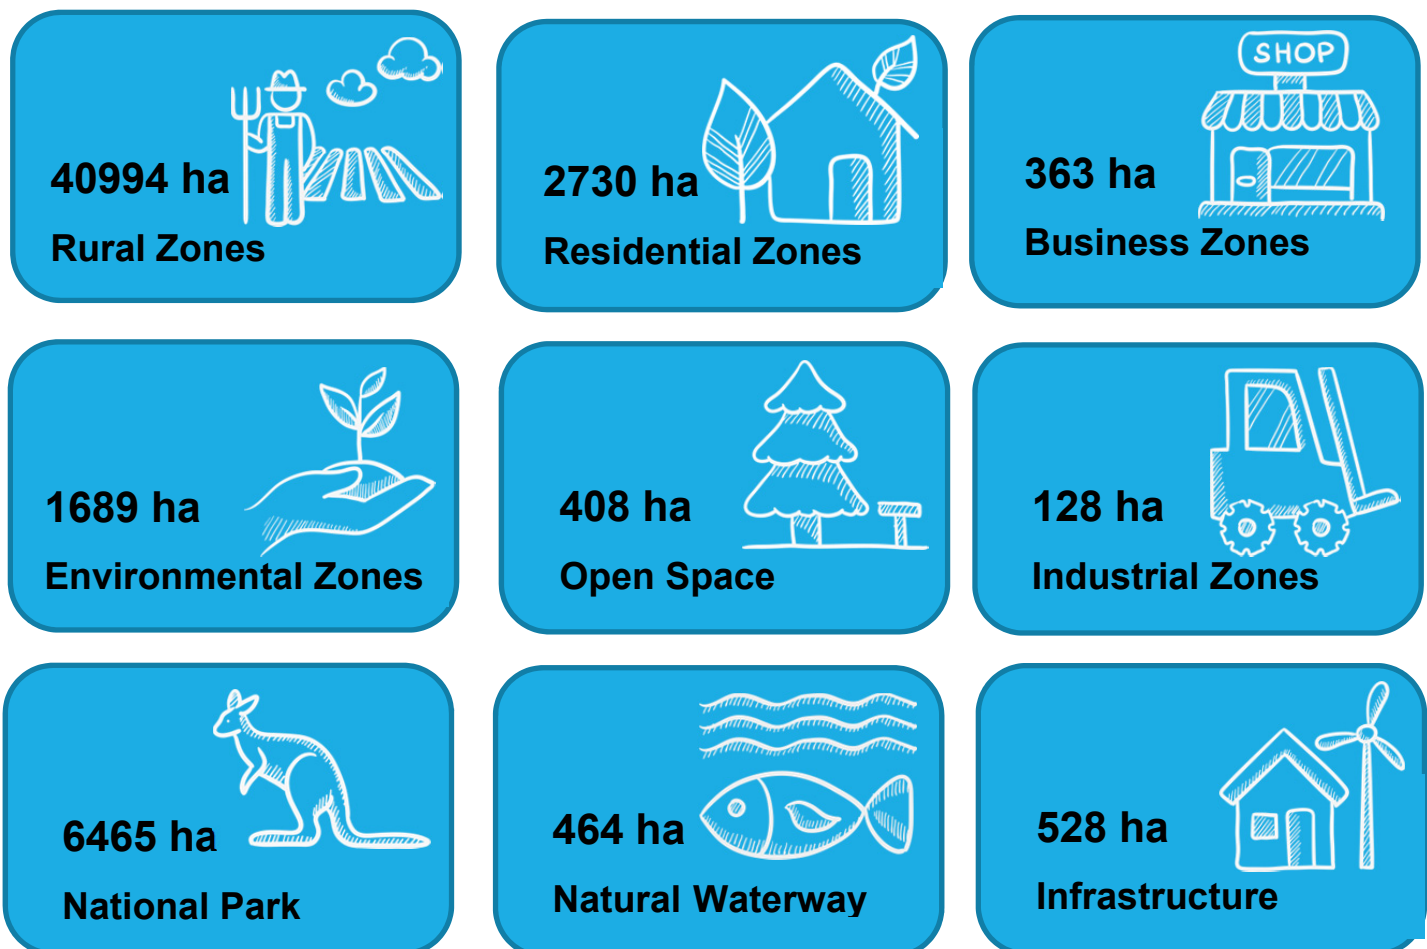 40994 ha
Rural Zones
2730 ha
Residential Zones
SHOP
363 ha
Business Zones
1689 ha
Environmental Zones
408 ha
Open Space
128 ha
Industrial Zones
6465 ha
National Park
464 ha
Natural Waterway
528 ha
Infrastructure